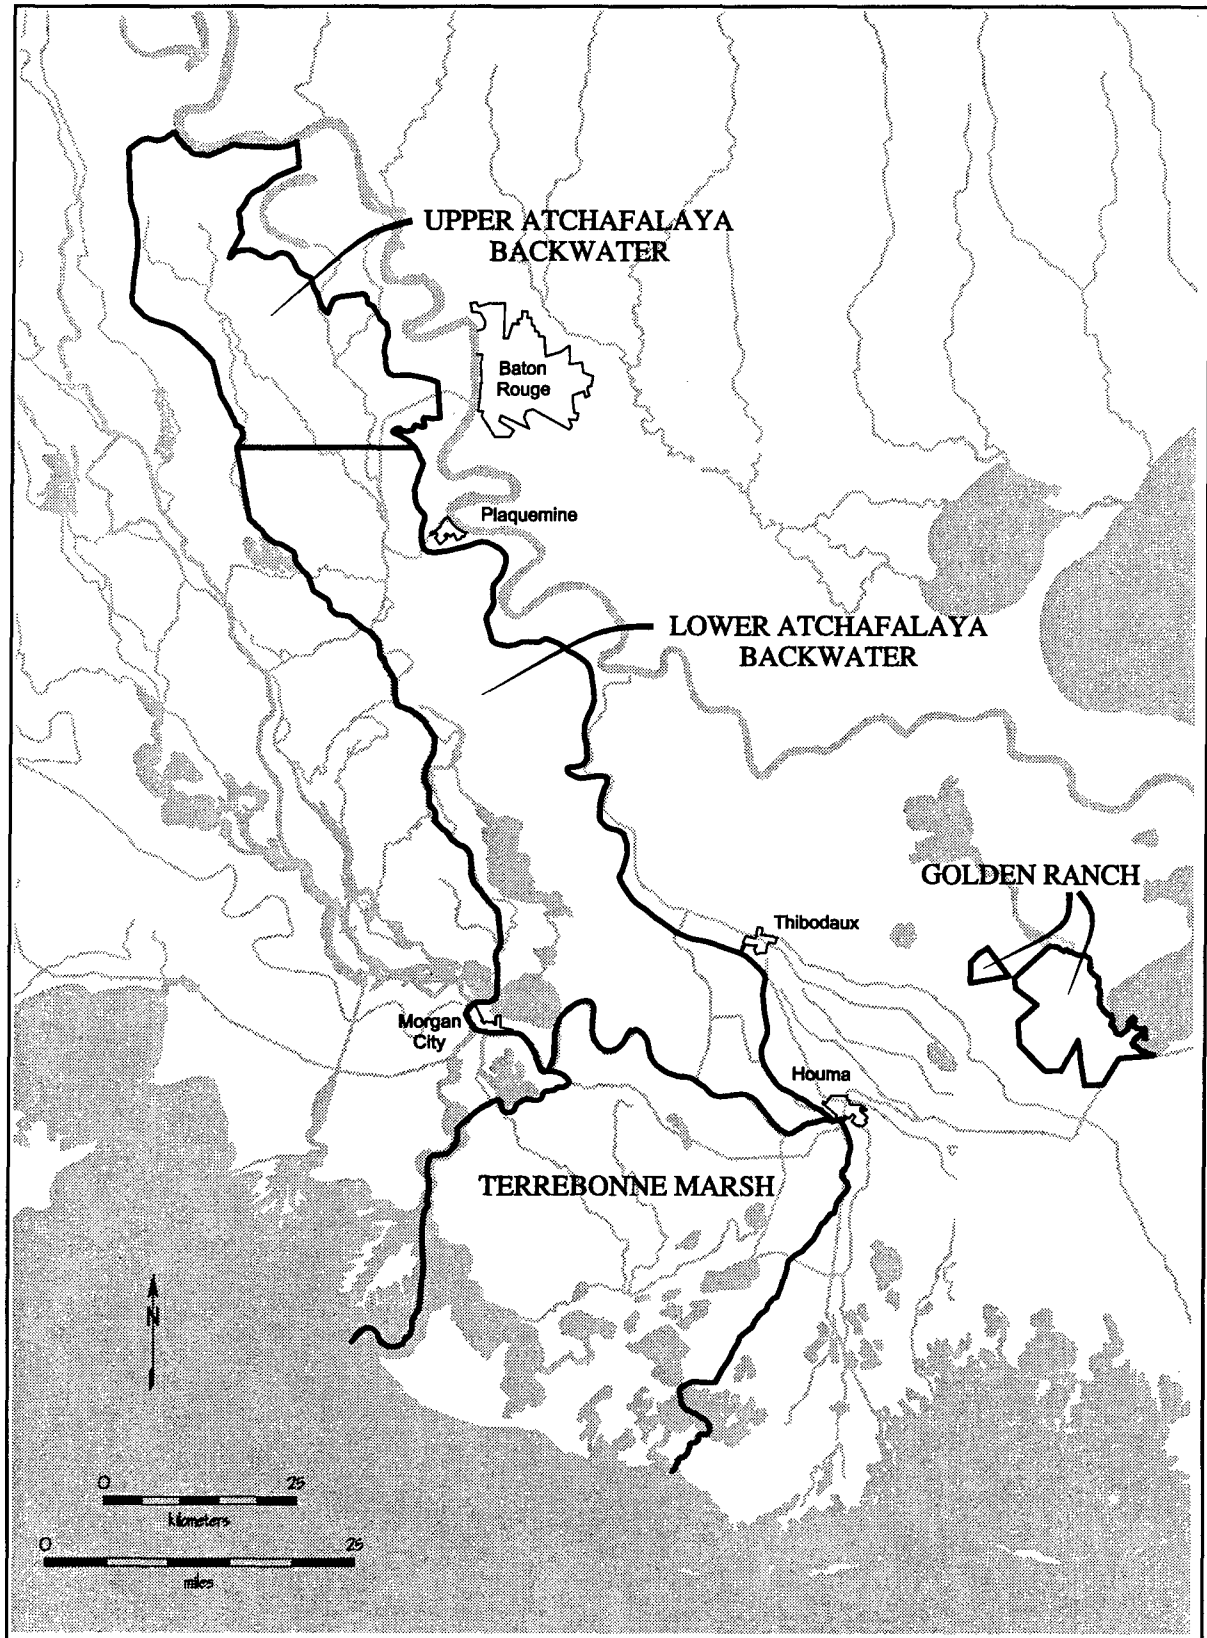 UPPER ATCHAFALAYA
BACKWATER
Baton
Rouge
Plaquemine
LOWER ATCHAFALAYA
BACKWATER
GOLDEN RANCH
Thibodaux
Morgan
City
Houma
TERREBONNE MARSH
N
0 25
kilometers
0 25
miles